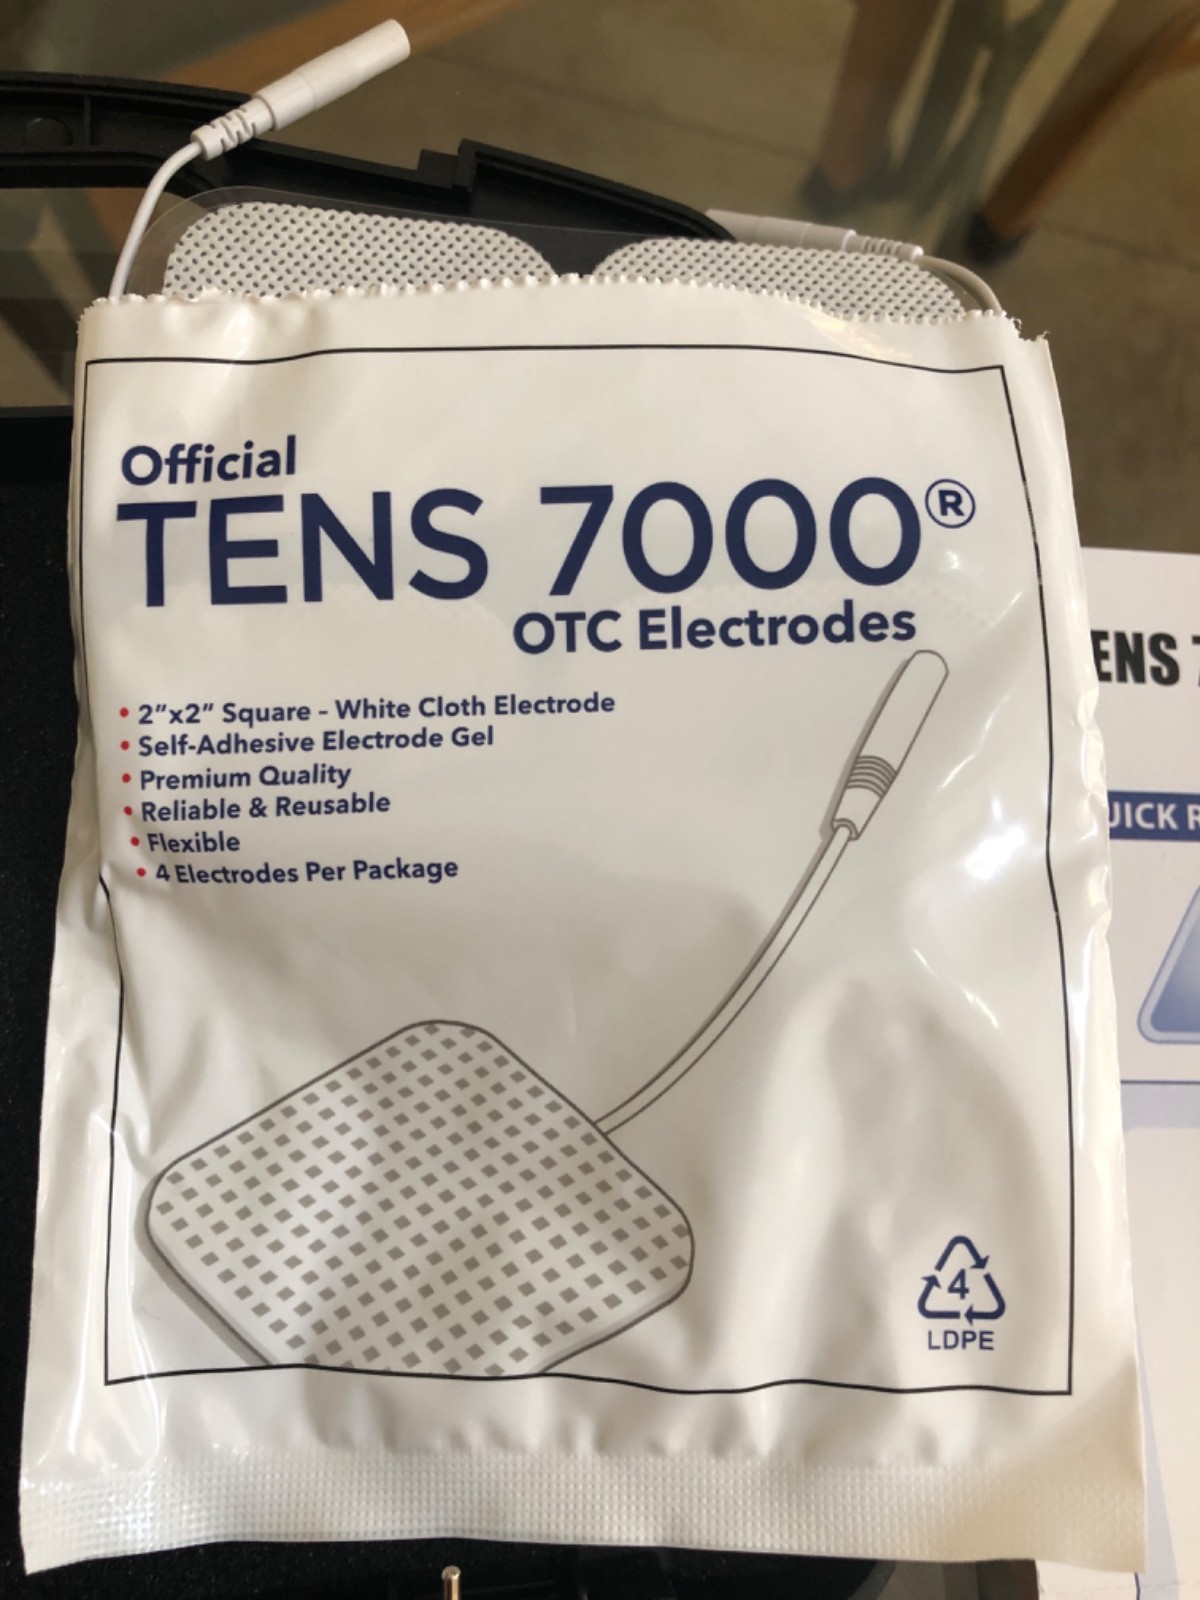 Official
TENS 7000®
OTC Electrodes
• 2"x2" Square - White Cloth Electrode
• Self-Adhesive Electrode Gel
• Premium Quality
• Reliable & Reusable
• Flexible
• 4 Electrodes Per Package
4
LDPE
ENS 7
UICK R